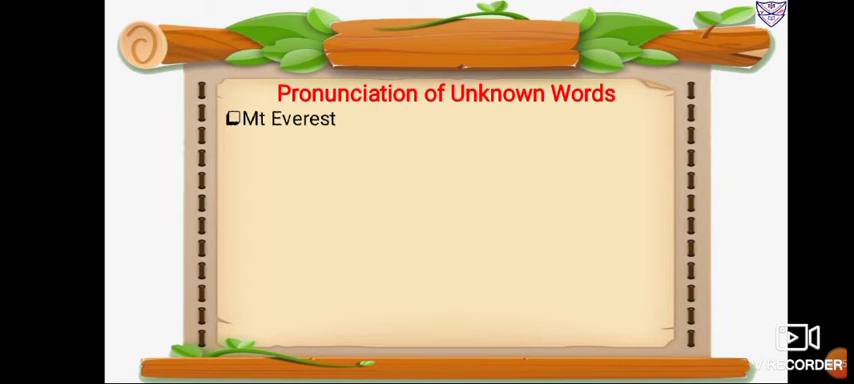 Pronunciation of Unknown Words
❑Mt Everest
V RECORDER